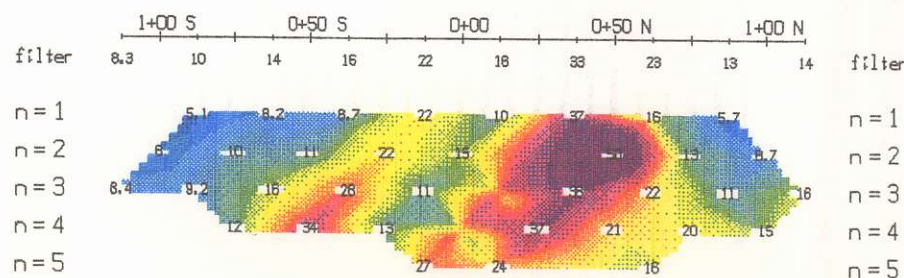 1+00 S 0+50 S 0+00 0+50 N 1+00 N
filter 8.3 10 14 16 22 18 33 23 13 14 filter
n=1 5.1 8.2 8.7 22 10 37 16 5.7 n=1
n=2 6 10 11 22 15 13 8.7 n=2
n=3 8.4 9.2 16 28 11 36 22 11 16 n=3
n=4 12 34 13 37 21 20 15 n=4
n=5 27 24 16 n=5